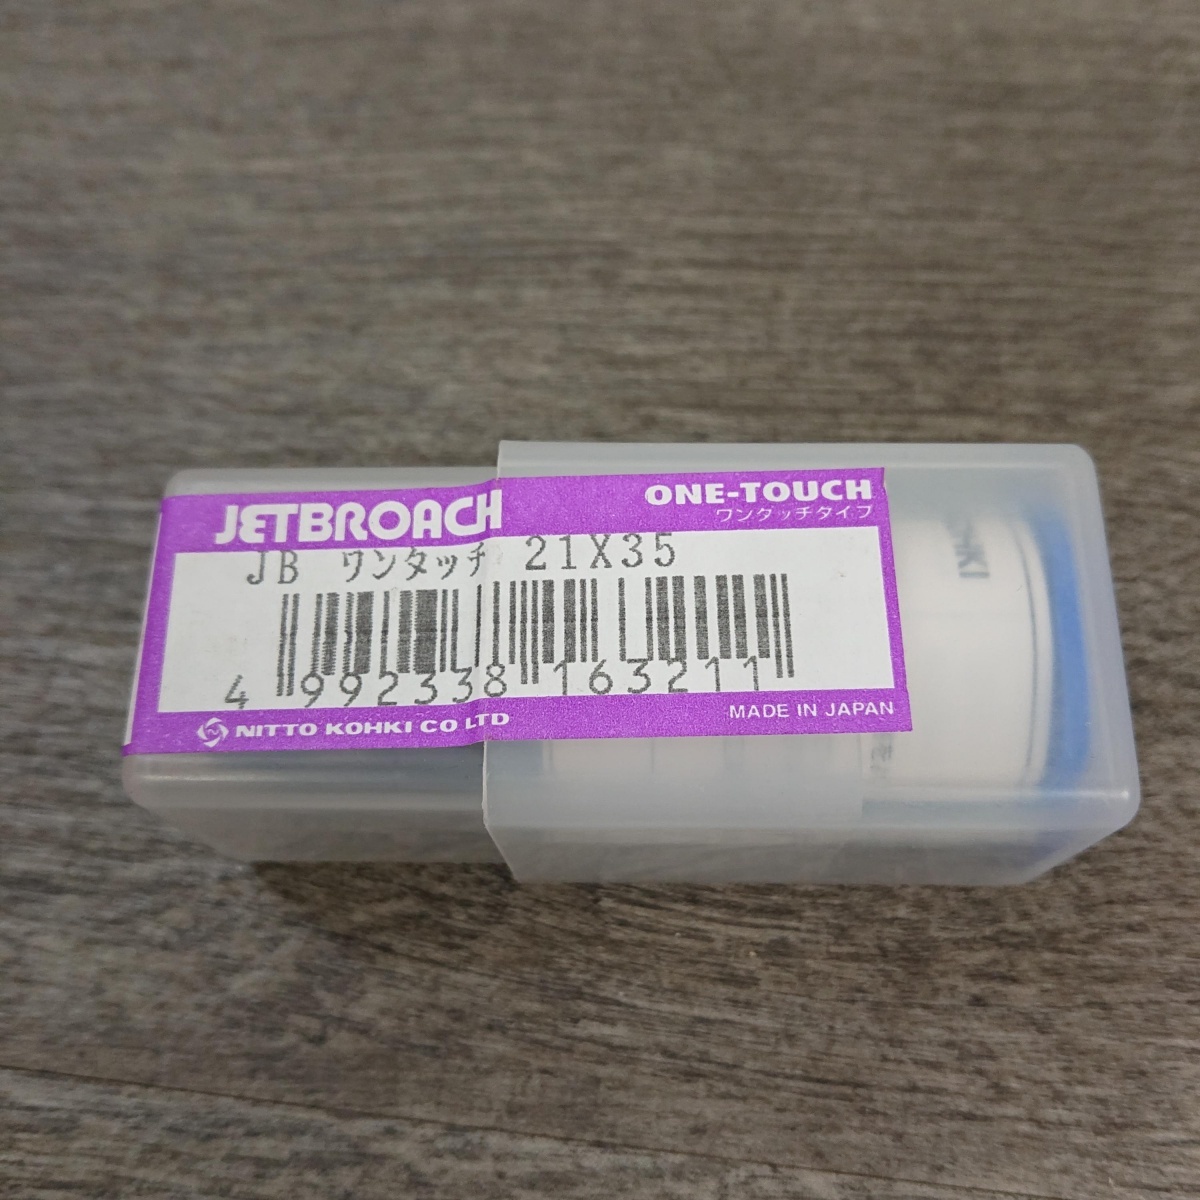 JETBROACH
ONE-TOUCH
ワンタッチタイプ
JB ワンタッチ 21X35
4 992338 163211
NITTO KOHKI CO LTD
MADE IN JAPAN